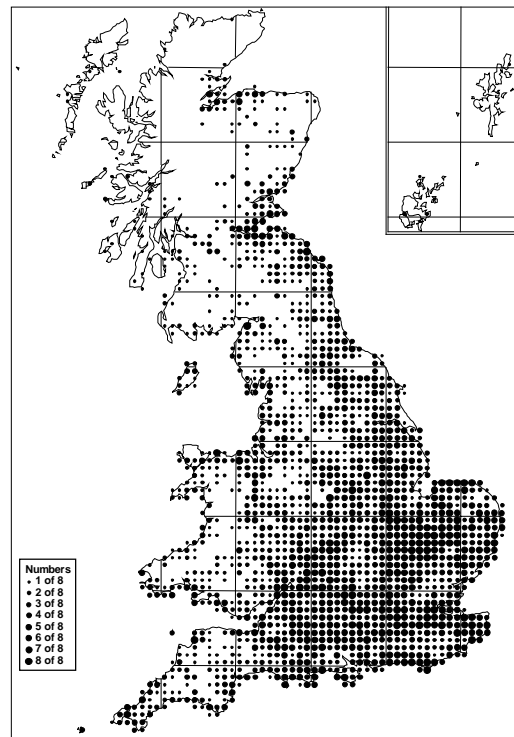 Numbers
1 of 8
2 of 8
3 of 8
4 of 8
5 of 8
6 of 8
7 of 8
8 of 8